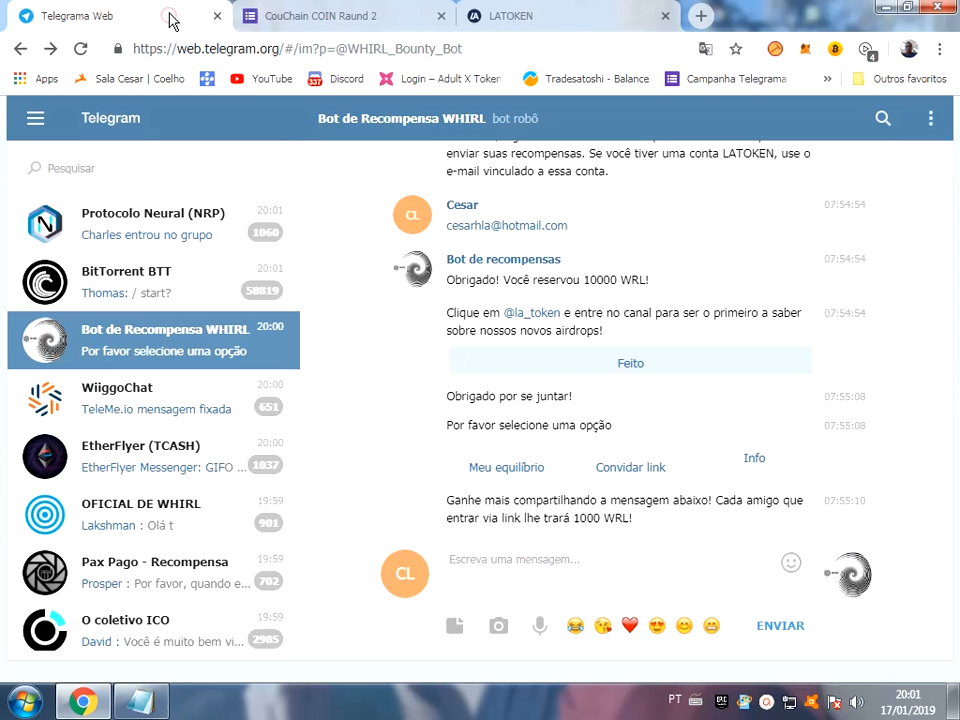 Telegrama Web
CouChain COIN Raund 2
LATOKEN
https://web.telegram.org/#/im?p=@WHIRL_Bounty_Bot
4
Apps
Sala Cesar | Coelho
YouTube
337
Discord
Login – Adult X Token
Tradesatoshi - Balance
Campanha Telegrama
»
Outros favoritos
Telegram
Bot de Recompensa WHIRL bot robô
Pesquisar
Protocolo Neural (NRP) 20:01
Charles entrou no grupo 1060
BitTorrent BTT 20:01
Thomas: / start? 58819
Bot de Recompensa WHIRL 20:00
Por favor selecione uma opção
WiiggoChat 20:00
TeleMe.io mensagem fixada 651
EtherFlyer (TCASH) 20:00
EtherFlyer Messenger: GIFO ... 1037
OFICIAL DE WHIRL 19:59
Lakshman : Olá t 901
Pax Pago - Recompensa 19:59
Prosper : Por favor, quando e... 702
O coletivo ICO 19:59
David : Você é muito bem vi... 2985
enviar suas recompensas. Se você tiver uma conta LATOKEN, use o
e-mail vinculado a essa conta.
CL
Cesar 07:54:54
cesarhla@hotmail.com
Bot de recompensas 07:54:54
Obrigado! Você reservou 10000 WRL!
Clique em @la_token e entre no canal para ser o primeiro a saber 07:54:54
sobre nossos novos airdrops!
Feito
Obrigado por se juntar! 07:55:08
Por favor selecione uma opção 07:55:08
Meu equilíbrio Convidar link Info
Ganhe mais compartilhando a mensagem abaixo! Cada amigo que 07:55:10
entrar via link lhe trará 1000 WRL!
CL
Escreva uma mensagem...
ENVIAR
PT
20:01
17/01/2019